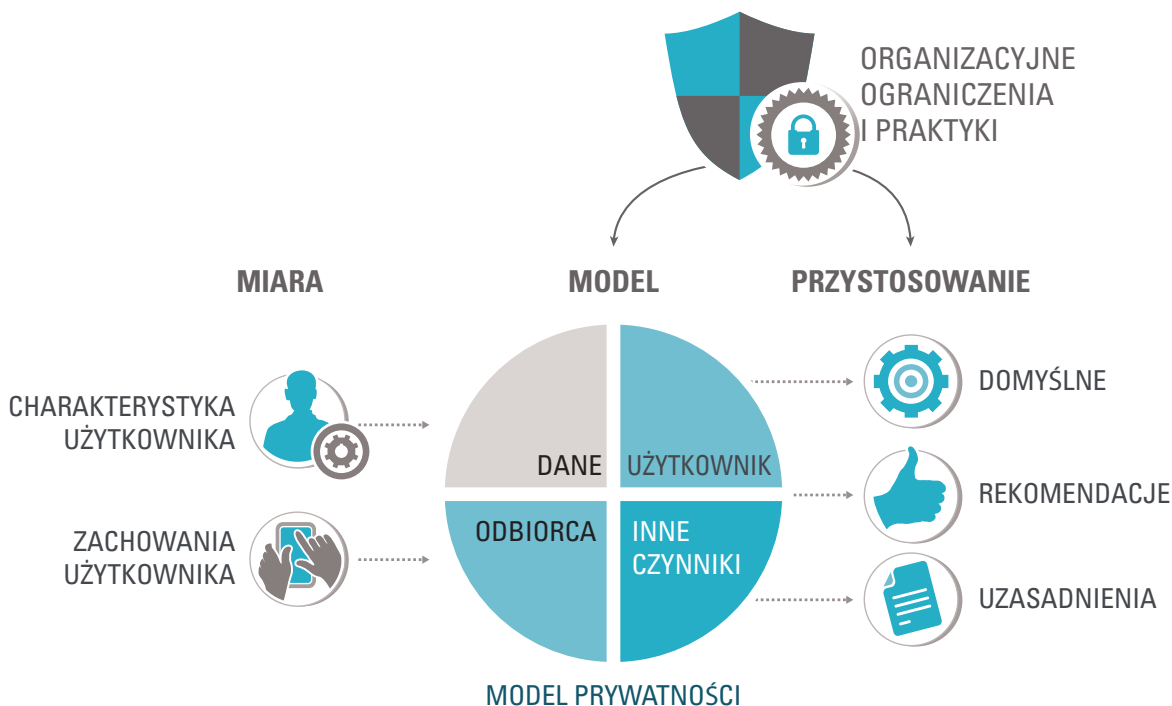 ORGANIZACYJNE
OGRANICZENIA
I PRAKTYKI
MIARA
MODEL
PRZYSTOSOWANIE
CHARAKTERYSTYKA
UŻYTKOWNIKA
ZACHOWANIA
UŻYTKOWNIKA
DANE
UŻYTKOWNIK
ODBIORCA
INNE
CZYNNIKI
DOMYŚLNE
REKOMENDACJE
UZASADNIENIA
MODEL PRYWATNOŚCI